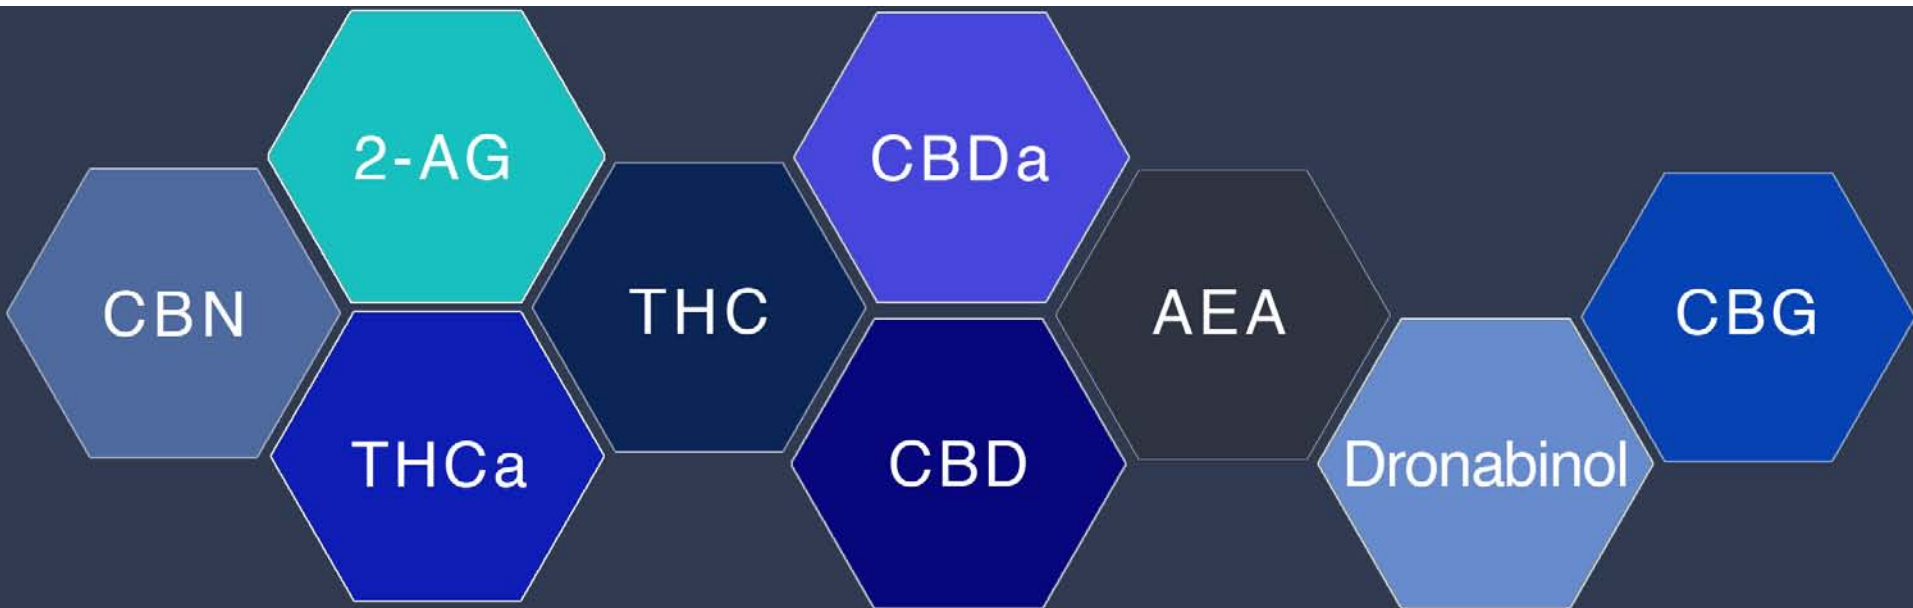 2-AG
CBDa
CBN
THC
AEA
CBG
THCa
CBD
Dronabinol